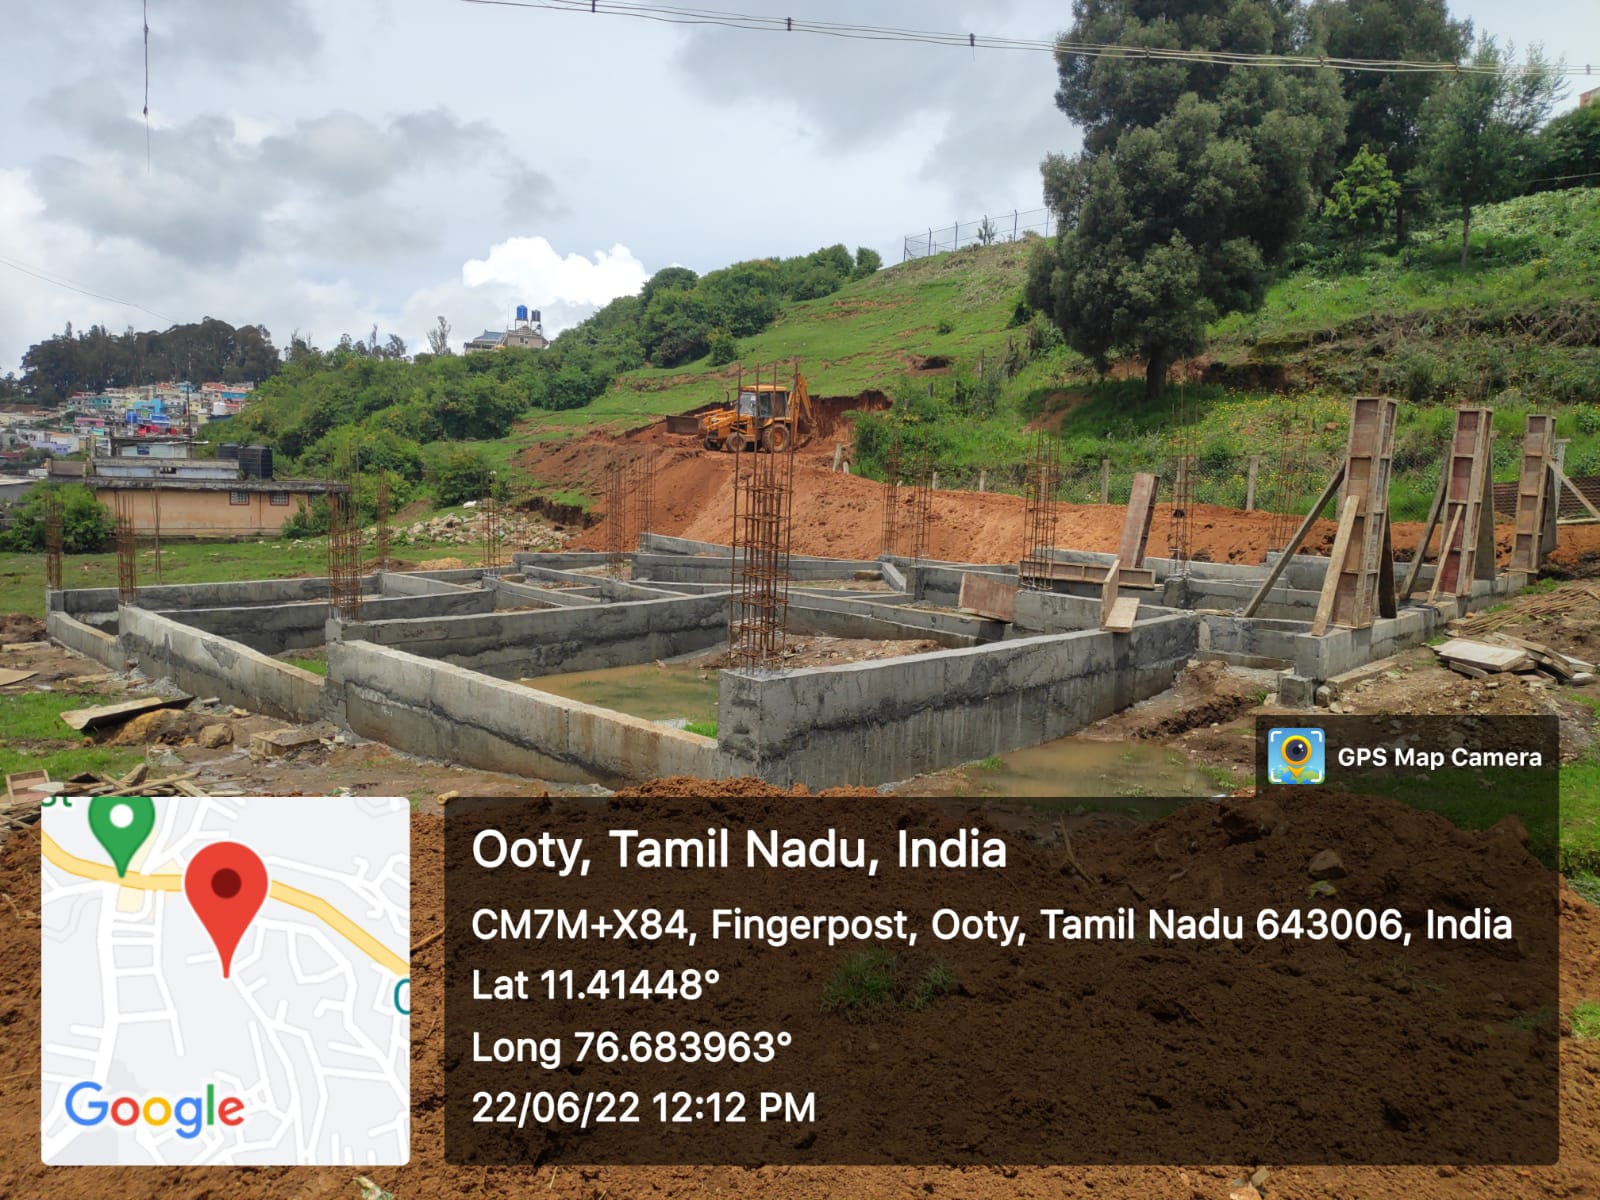 GPS Map Camera
Ooty, Tamil Nadu, India
CM7M+X84, Fingerpost, Ooty, Tamil Nadu 643006, India
Lat 11.41448°
Long 76.683963°
22/06/22 12:12 PM
Google